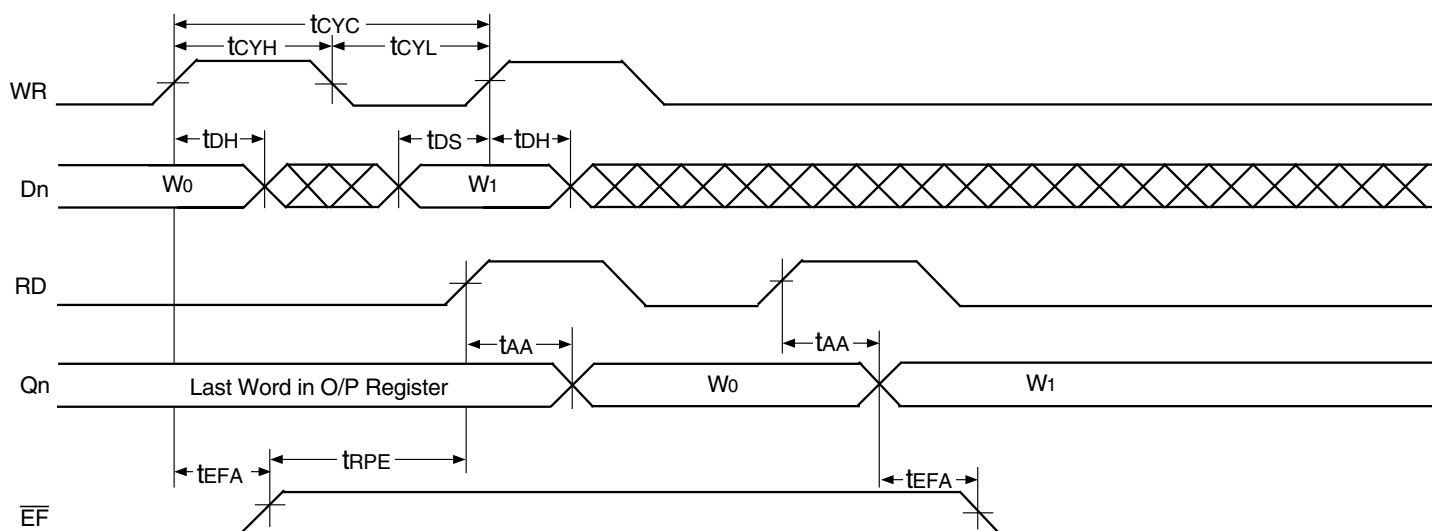 tCYC
tCYH tCYL
WR
tDH tDS tDH
Dn W0 W1
RD
tAA tAA
Qn Last Word in O/P Register W0 W1
tEFA tRPE tEFA
E̅F̅